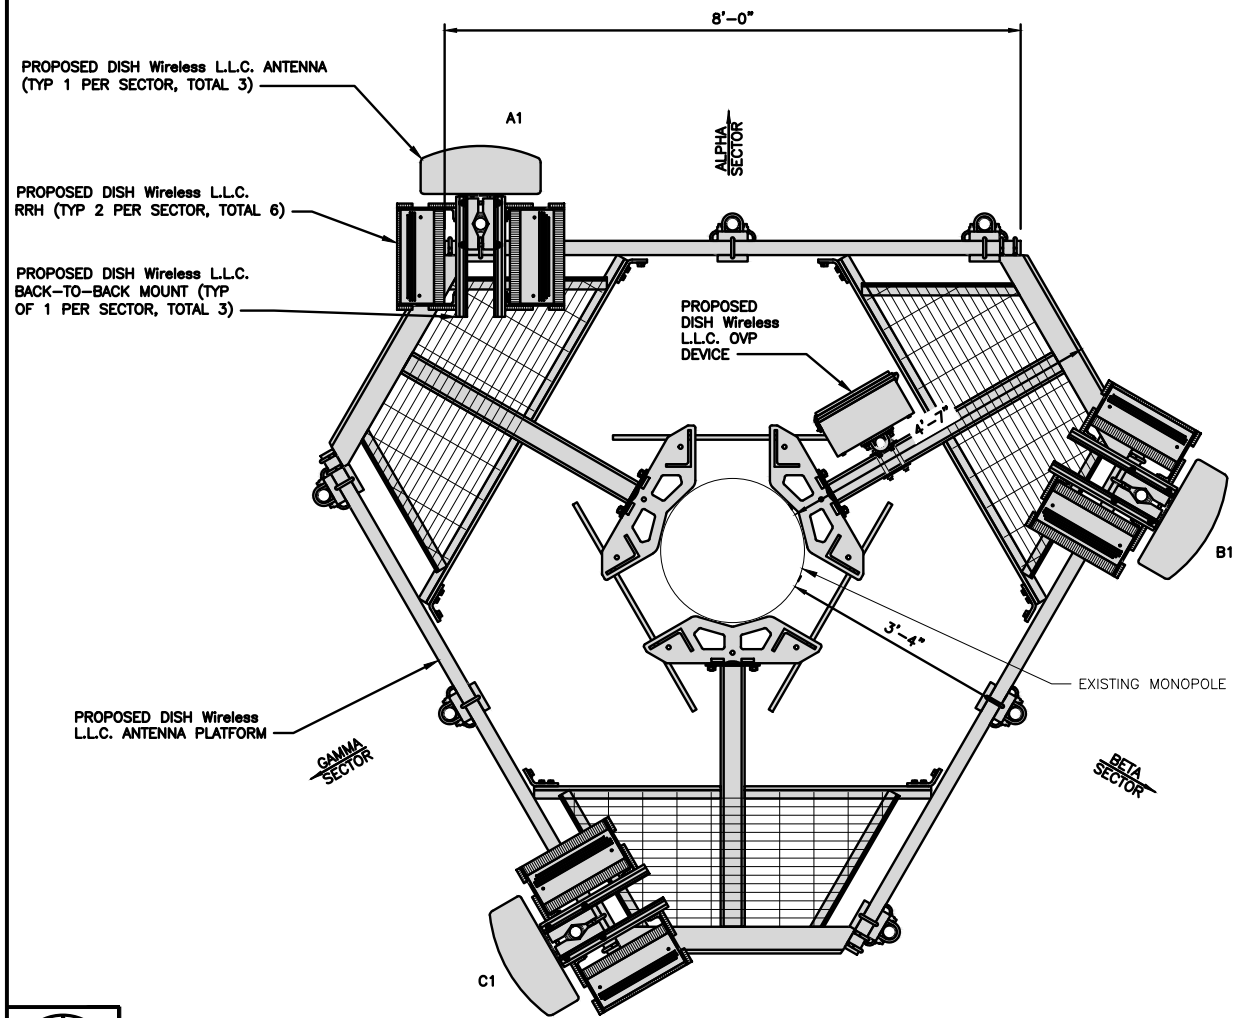 8'-0"
PROPOSED DISH Wireless L.L.C. ANTENNA
(TYP 1 PER SECTOR, TOTAL 3)
A1
ALPHA
SECTOR
PROPOSED DISH Wireless L.L.C.
RRH (TYP 2 PER SECTOR, TOTAL 6)
PROPOSED DISH Wireless L.L.C.
BACK-TO-BACK MOUNT (TYP
OF 1 PER SECTOR, TOTAL 3)
PROPOSED
DISH Wireless
L.L.C. OVP
DEVICE
4'-7"
B1
3'-4"
EXISTING MONOPOLE
PROPOSED DISH Wireless
L.L.C. ANTENNA PLATFORM
GAMMA
SECTOR
BETA
SECTOR
C1